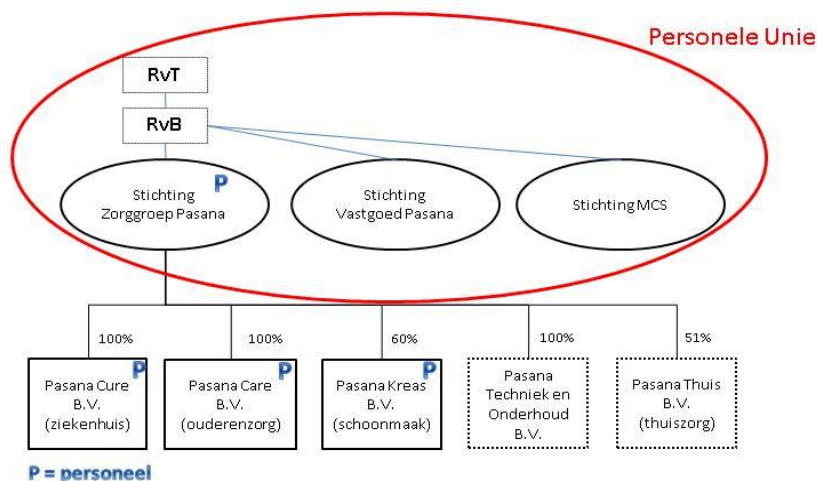 Personele Unie
RvT
RvB
Stichting
Zorggroep Pasana
P
Stichting
Vastgoed Pasana
Stichting MCS
100%
100%
60%
100%
51%
Pasana Cure
B.V.
(ziekenhuis)
P
Pasana Care
B.V.
(ouderenzorg)
P
Pasana Kreas
B.V.
(schoonmaak)
P
Pasana
Techniek en
Onderhoud
B.V.
Pasana Thuis
B.V.
(thuiszorg)
P = personeel